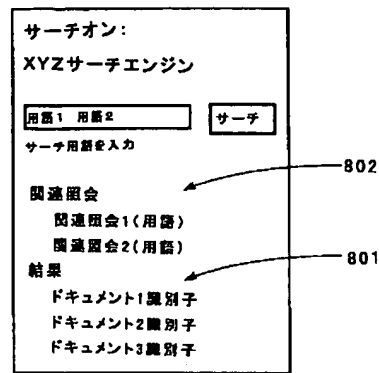 サーチオン:
XYZサーチエンジン
用語1 用語2
サーチ
サーチ用語を入力
802
関連照会
関連照会1(用語)
関連照会2(用語)
801
結果
ドキュメント1識別子
ドキュメント2識別子
ドキュメント3識別子